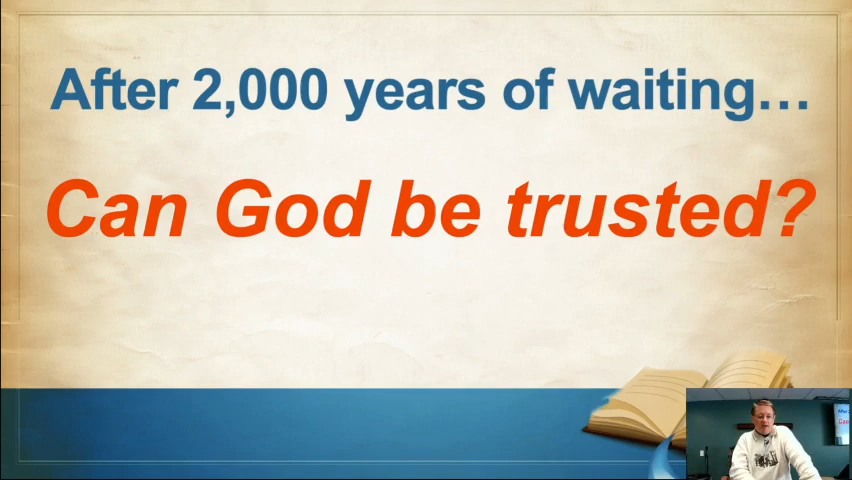 After 2,000 years of waiting…
Can God be trusted?